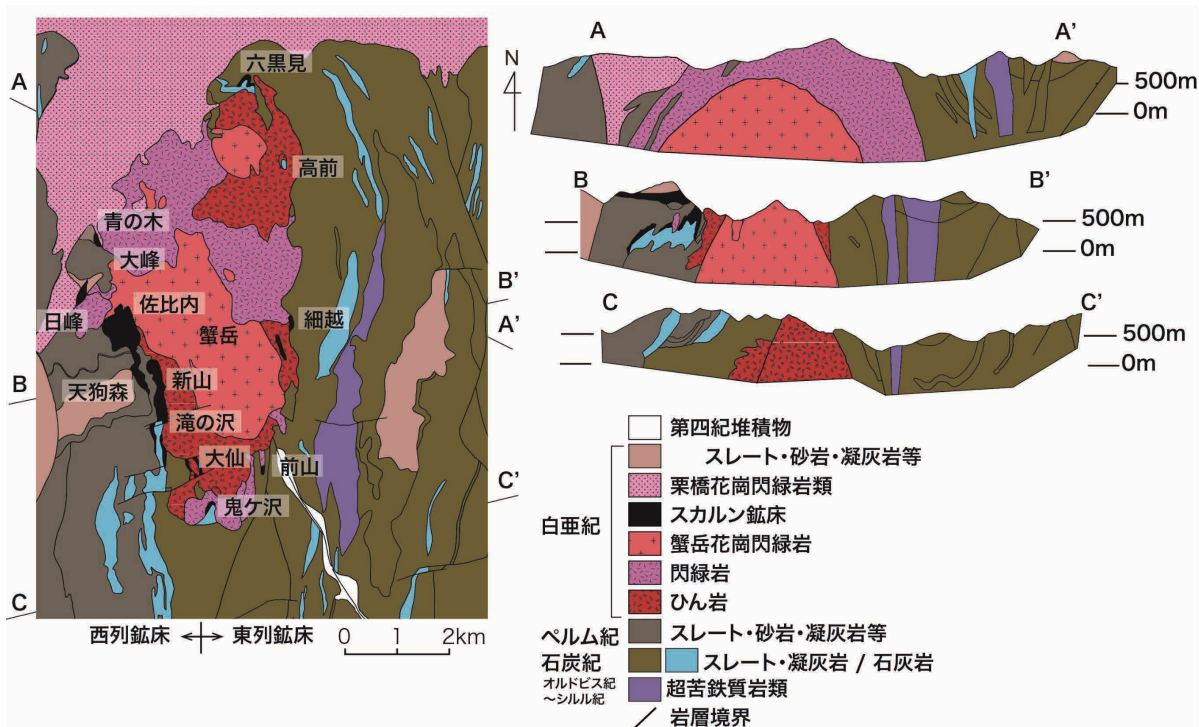 A
B
C
六黒見
高前
青の木
大峰
日峰
佐比内
蟹岳
細越
新山
天狗森
滝の沢
大仙
前山
鬼ケ沢
B'
A'
C'
西列鉱床
東列鉱床
0 1 2km
N
A A'
500m
0m
B B'
500m
0m
C C'
500m
0m
第四紀堆積物
白亜紀
スレート・砂岩・凝灰岩等
栗橋花崗閃緑岩類
スカルン鉱床
蟹岳花崗閃緑岩
閃緑岩
ひん岩
ペルム紀 スレート・砂岩・凝灰岩等
石炭紀 スレート・凝灰岩 / 石灰岩
オルドビス紀
～シルル紀
超苦鉄質岩類
岩層境界